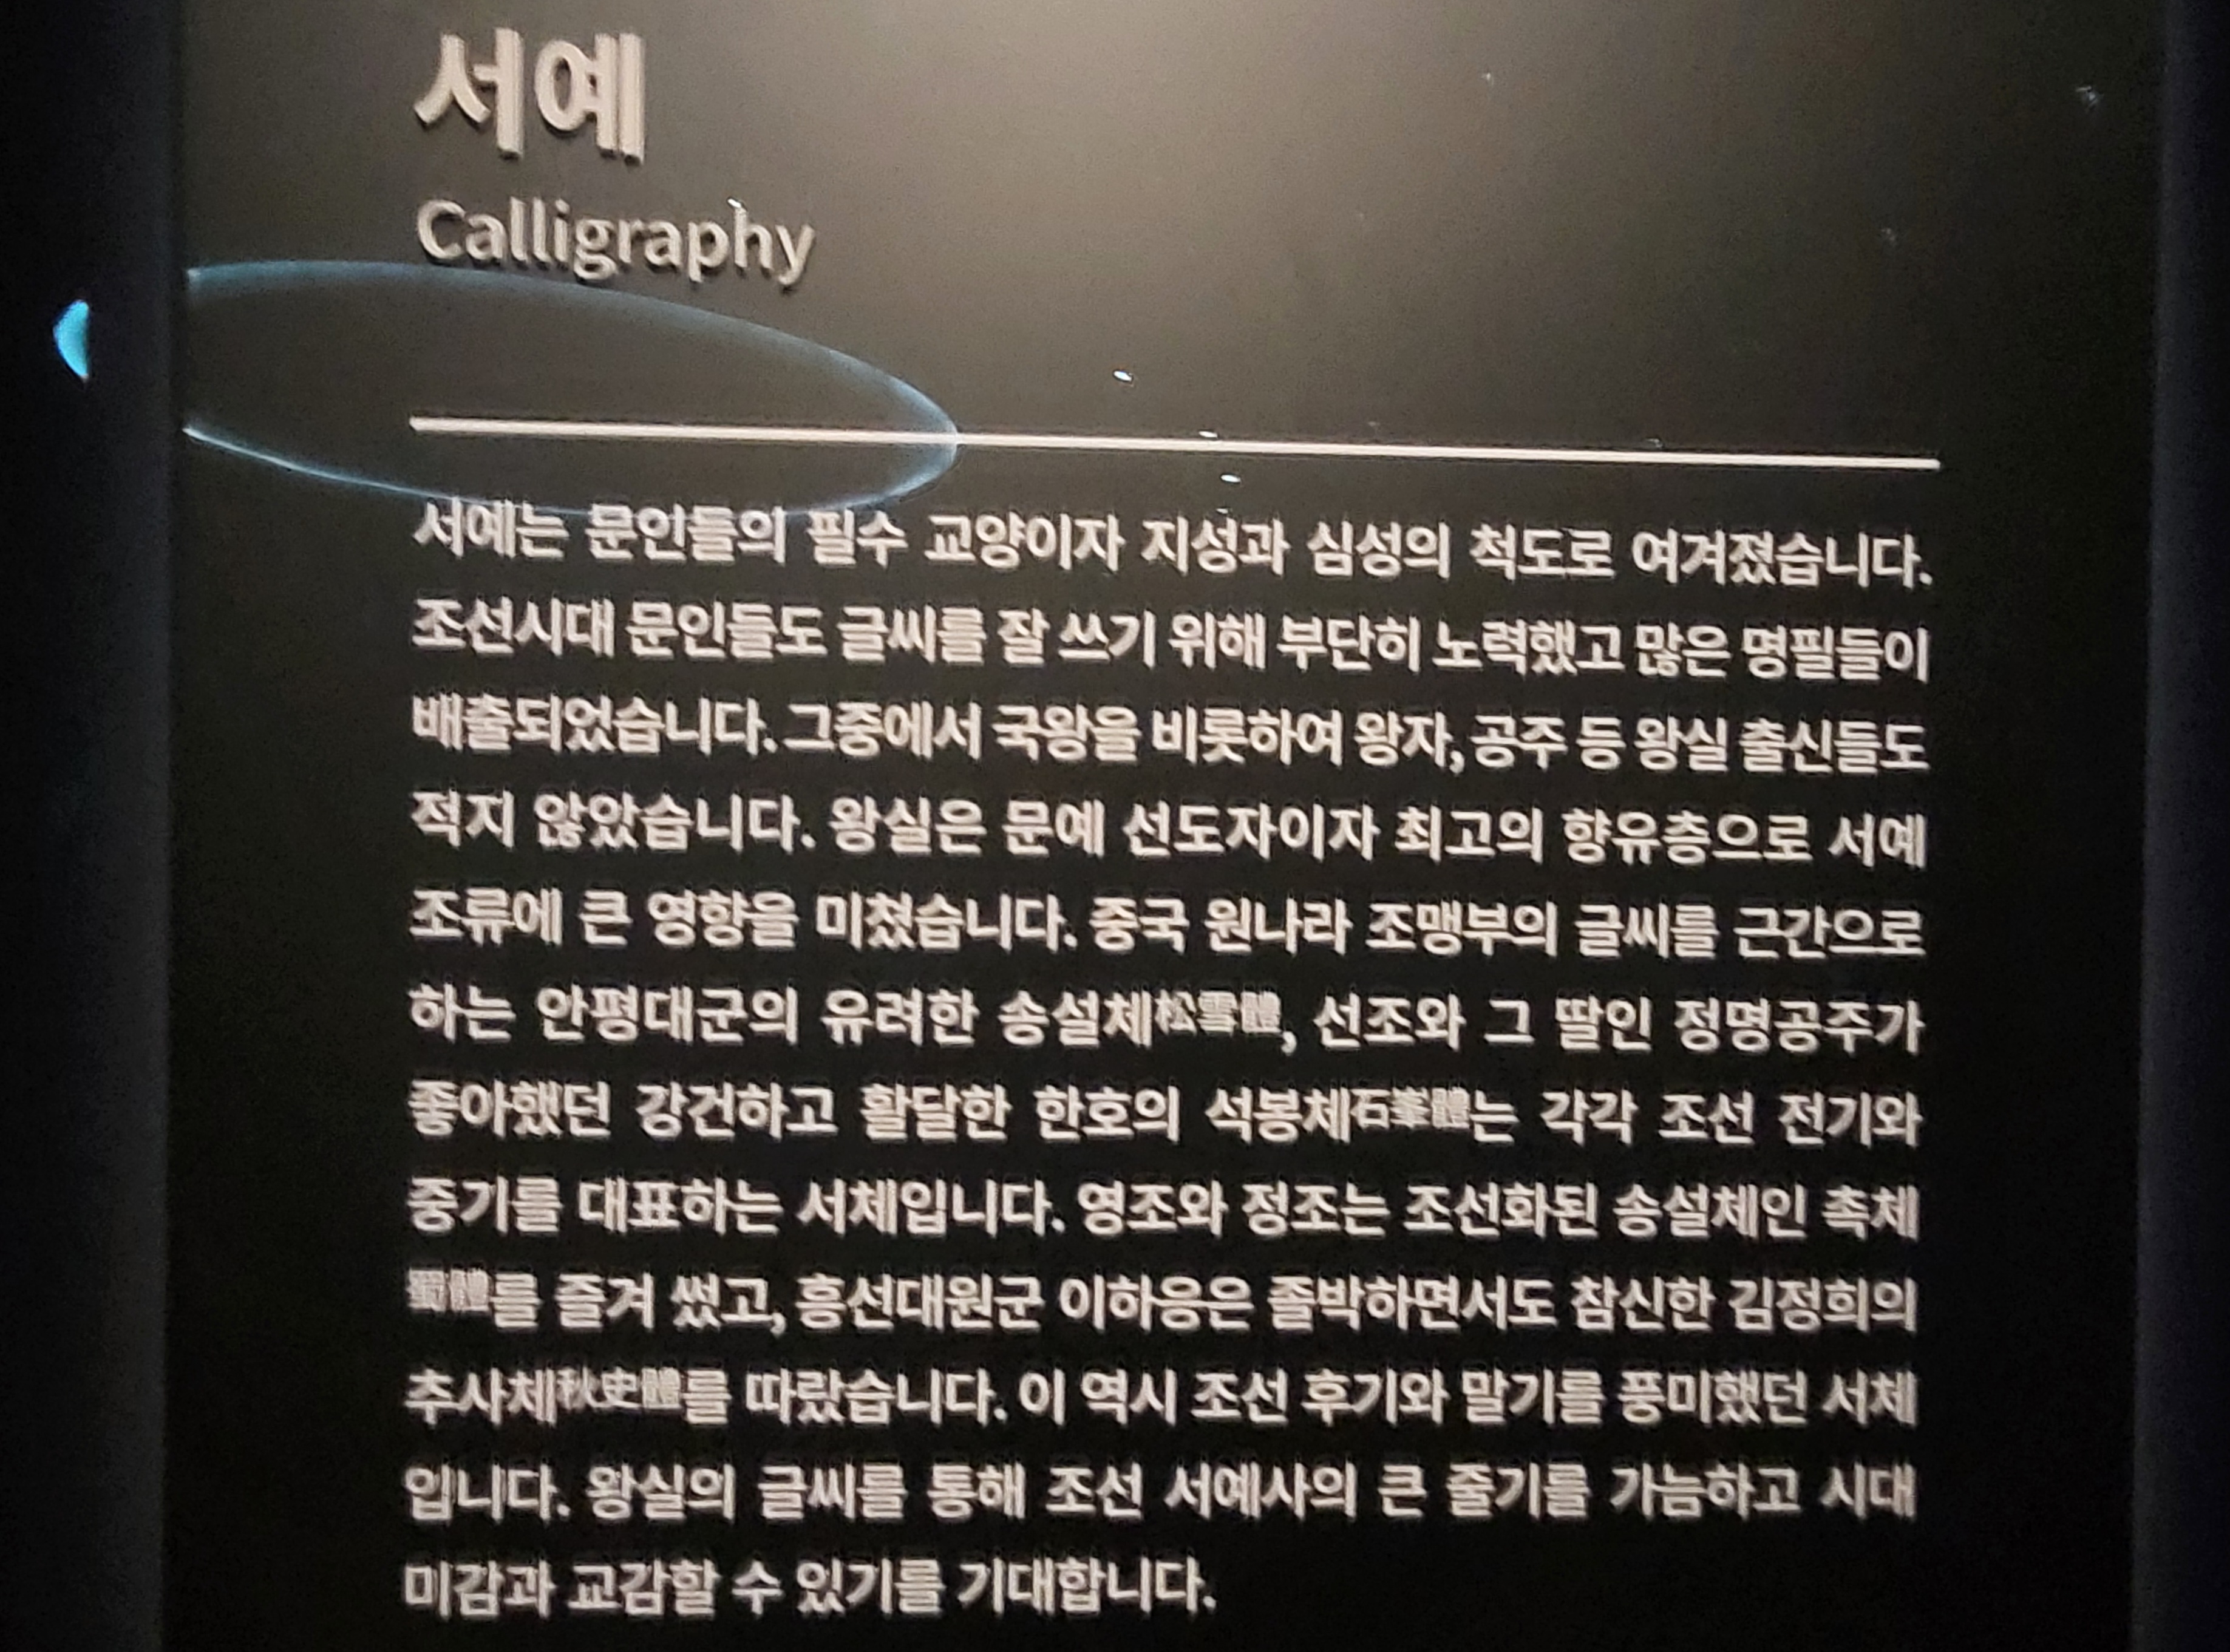 서예
Calligraphy
서예는 문인들의 필수 교양이자 지성과 심성의 척도로 여겨졌습니다.
조선시대 문인들도 글씨를 잘 쓰기 위해 부단히 노력했고 많은 명필들이
배출되었습니다. 그중에서 국왕을 비롯하여 왕자, 공주 등 왕실 출신들도
적지 않았습니다. 왕실은 문예 선도자이자 최고의 향유층으로 서예
조류에 큰 영향을 미쳤습니다. 중국 원나라 조맹부의 글씨를 근간으로
하는 안평대군의 유려한 송설체松雪體, 선조와 그 딸인 정명공주가
좋아했던 강건하고 활달한 한호의 석봉체石峯體는 각각 조선 전기와
중기를 대표하는 서체입니다. 영조와 정조는 조선화된 송설체인 촉체
蜀體를 즐겨 썼고, 흥선대원군 이하응은 졸박하면서도 참신한 김정희의
추사체秋史體를 따랐습니다. 이 역시 조선 후기와 말기를 풍미했던 서체
입니다. 왕실의 글씨를 통해 조선 서예사의 큰 줄기를 가늠하고 시대
미감과 교감할 수 있기를 기대합니다.